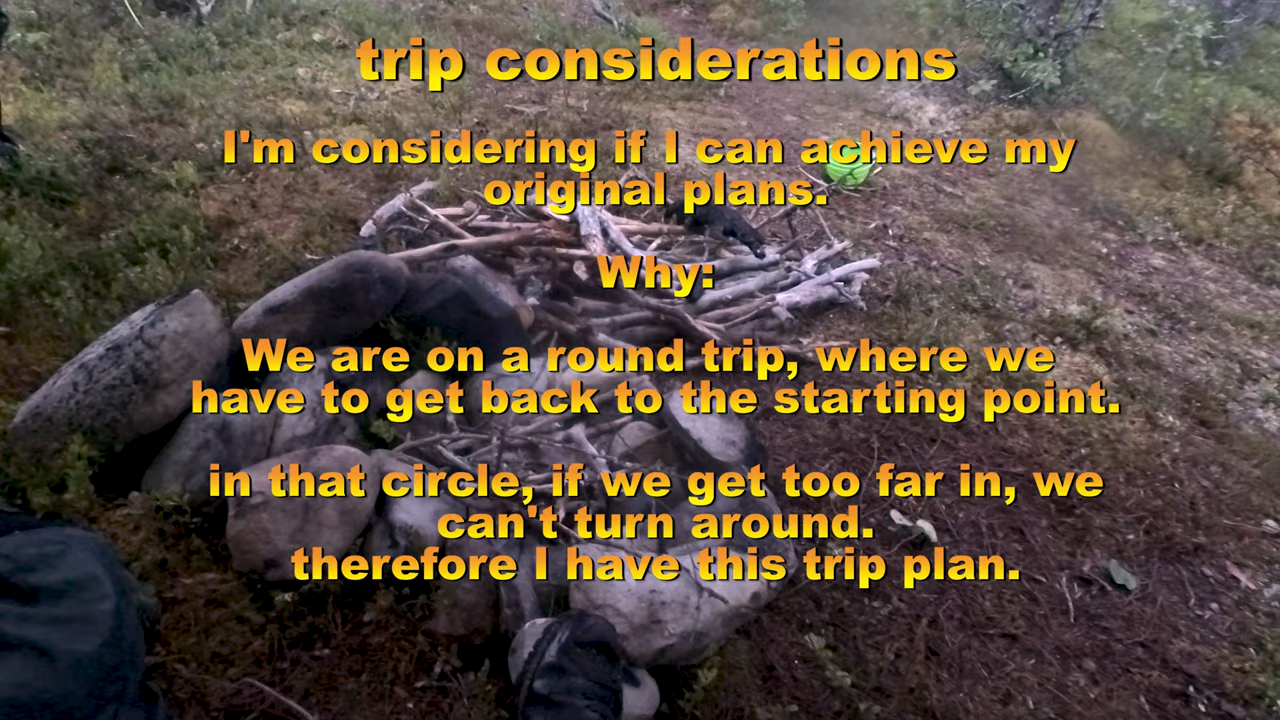 trip considerations
I'm considering if I can achieve my
original plans.
Why:
We are on a round trip, where we
have to get back to the starting point.
in that circle, if we get too far in, we
can't turn around.
therefore I have this trip plan.